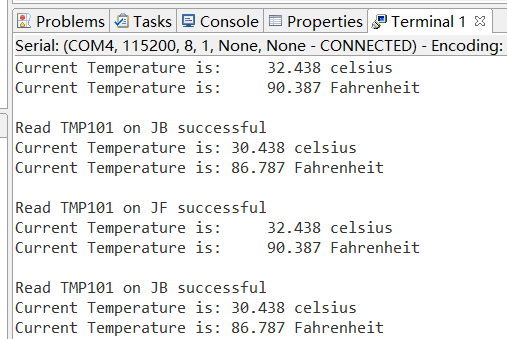 Problems Tasks Console Properties Terminal 1
Serial: (COM4, 115200, 8, 1, None, None - CONNECTED) - Encoding:
Current Temperature is:     32.438 celsius
Current Temperature is:     90.387 Fahrenheit
Read TMP101 on JB successful
Current Temperature is: 30.438 celsius
Current Temperature is: 86.787 Fahrenheit
Read TMP101 on JF successful
Current Temperature is:     32.438 celsius
Current Temperature is:     90.387 Fahrenheit
Read TMP101 on JB successful
Current Temperature is: 30.438 celsius
Current Temperature is: 86.787 Fahrenheit